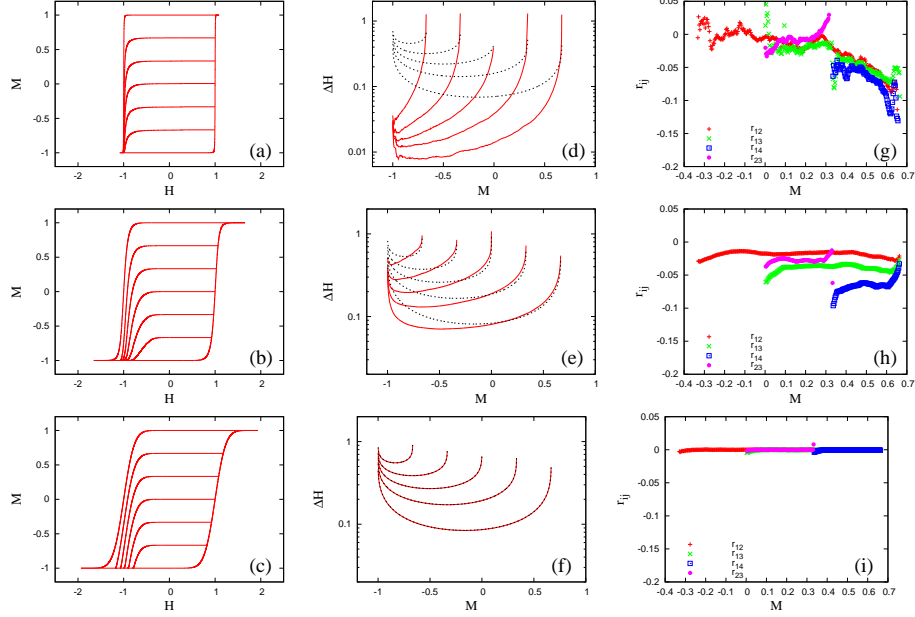 1
0.5
0
-0.5
-1
-2 -1 0 1 2
M
H
(a)
1
0.1
0.01
-1 -0.5 0 0.5 1
ΔH
M
(d)
0.05
0
-0.05
-0.1
-0.15
-0.2
-0.4 -0.3 -0.2 -0.1 0 0.1 0.2 0.3 0.4 0.5 0.6 0.7
r_ij
M
r_12
r_13
r_14
r_23
(g)
1
0.5
0
-0.5
-1
-2 -1 0 1 2
M
H
(b)
1
0.1
-1 -0.5 0 0.5 1
ΔH
M
(e)
0.05
0
-0.05
-0.1
-0.15
-0.2
-0.4 -0.3 -0.2 -0.1 0 0.1 0.2 0.3 0.4 0.5 0.6 0.7
r_ij
M
r_12
r_13
r_14
r_23
(h)
1
0.5
0
-0.5
-1
-2 -1 0 1 2
M
H
(c)
1
0.1
-1 -0.5 0 0.5 1
ΔH
M
(f)
0.05
0
-0.05
-0.1
-0.15
-0.2
-0.4 -0.3 -0.2 -0.1 0 0.1 0.2 0.3 0.4 0.5 0.6 0.7
r_ij
M
r_12
r_13
r_14
r_23
(i)